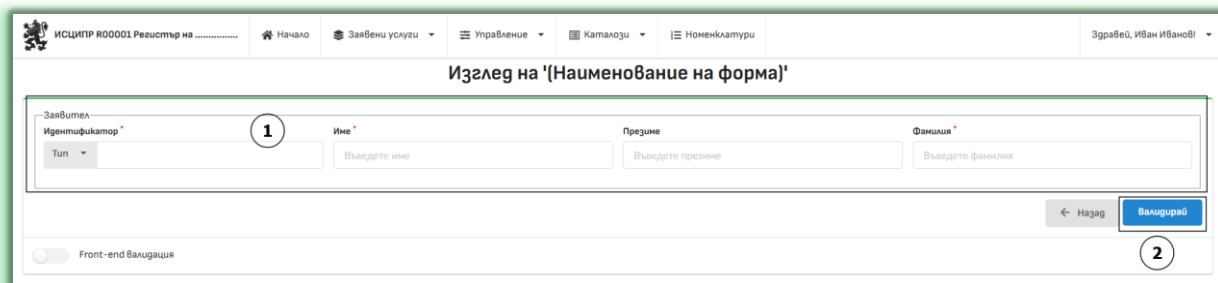 ИСЦИПР R00001 Регистър на ................ Начало Заявени услуги Управление Каталози Номенклатури Здравей, Иван Иванов!
Изглед на '(Наименование на форма)'
Заявител
Идентификатор * 1 Име * Презиме Фамилия *
Тип Въведете име Въведете презиме Въведете фамилия
← Назад Валидирай
Front-end валидация 2